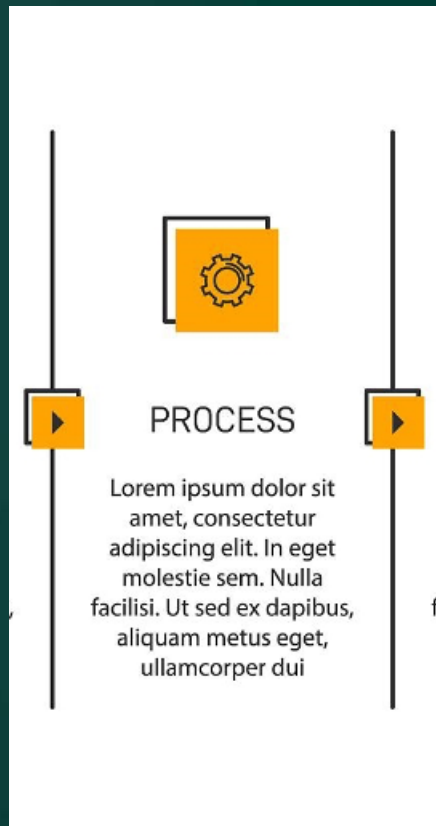 PROCESS
Lorem ipsum dolor sit
amet, consectetur
adipiscing elit. In eget
molestie sem. Nulla
facilisi. Ut sed ex dapibus,
aliquam metus eget,
ullamcorper dui